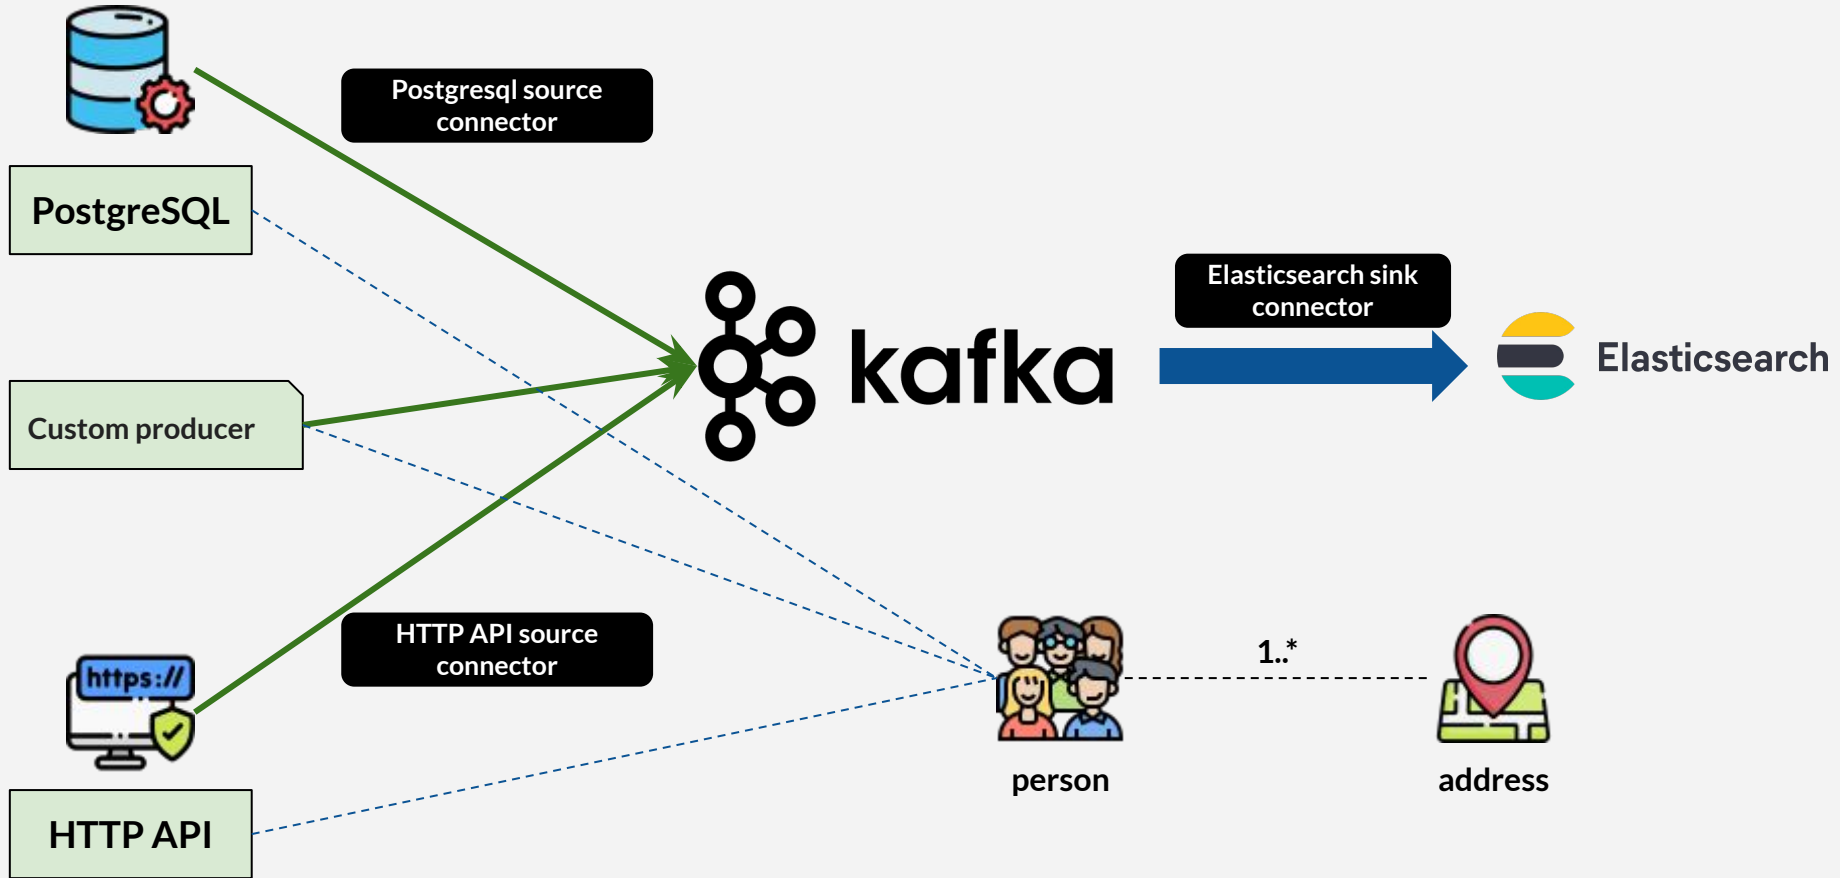 Postgresql source
connector
PostgreSQL
Elasticsearch sink
connector
kafka
Elasticsearch
Custom producer
HTTP API source
connector
https://
1..*
person
address
HTTP API